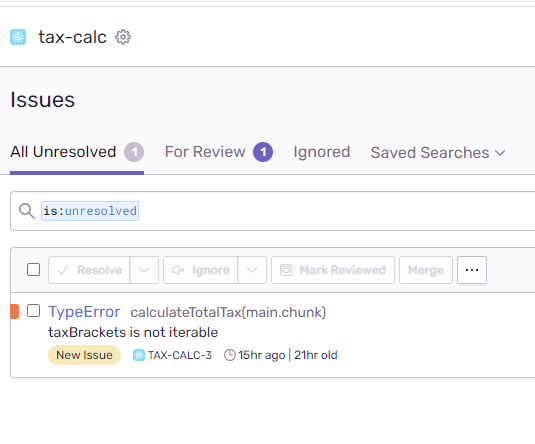 tax-calc
Issues
All Unresolved 1 For Review 1 Ignored Saved Searches
is:unresolved
Resolve Ignore Mark Reviewed Merge ...
TypeError calculateTotalTax(main.chunk)
taxBrackets is not iterable
New Issue TAX-CALC-3 15hr ago | 21hr old